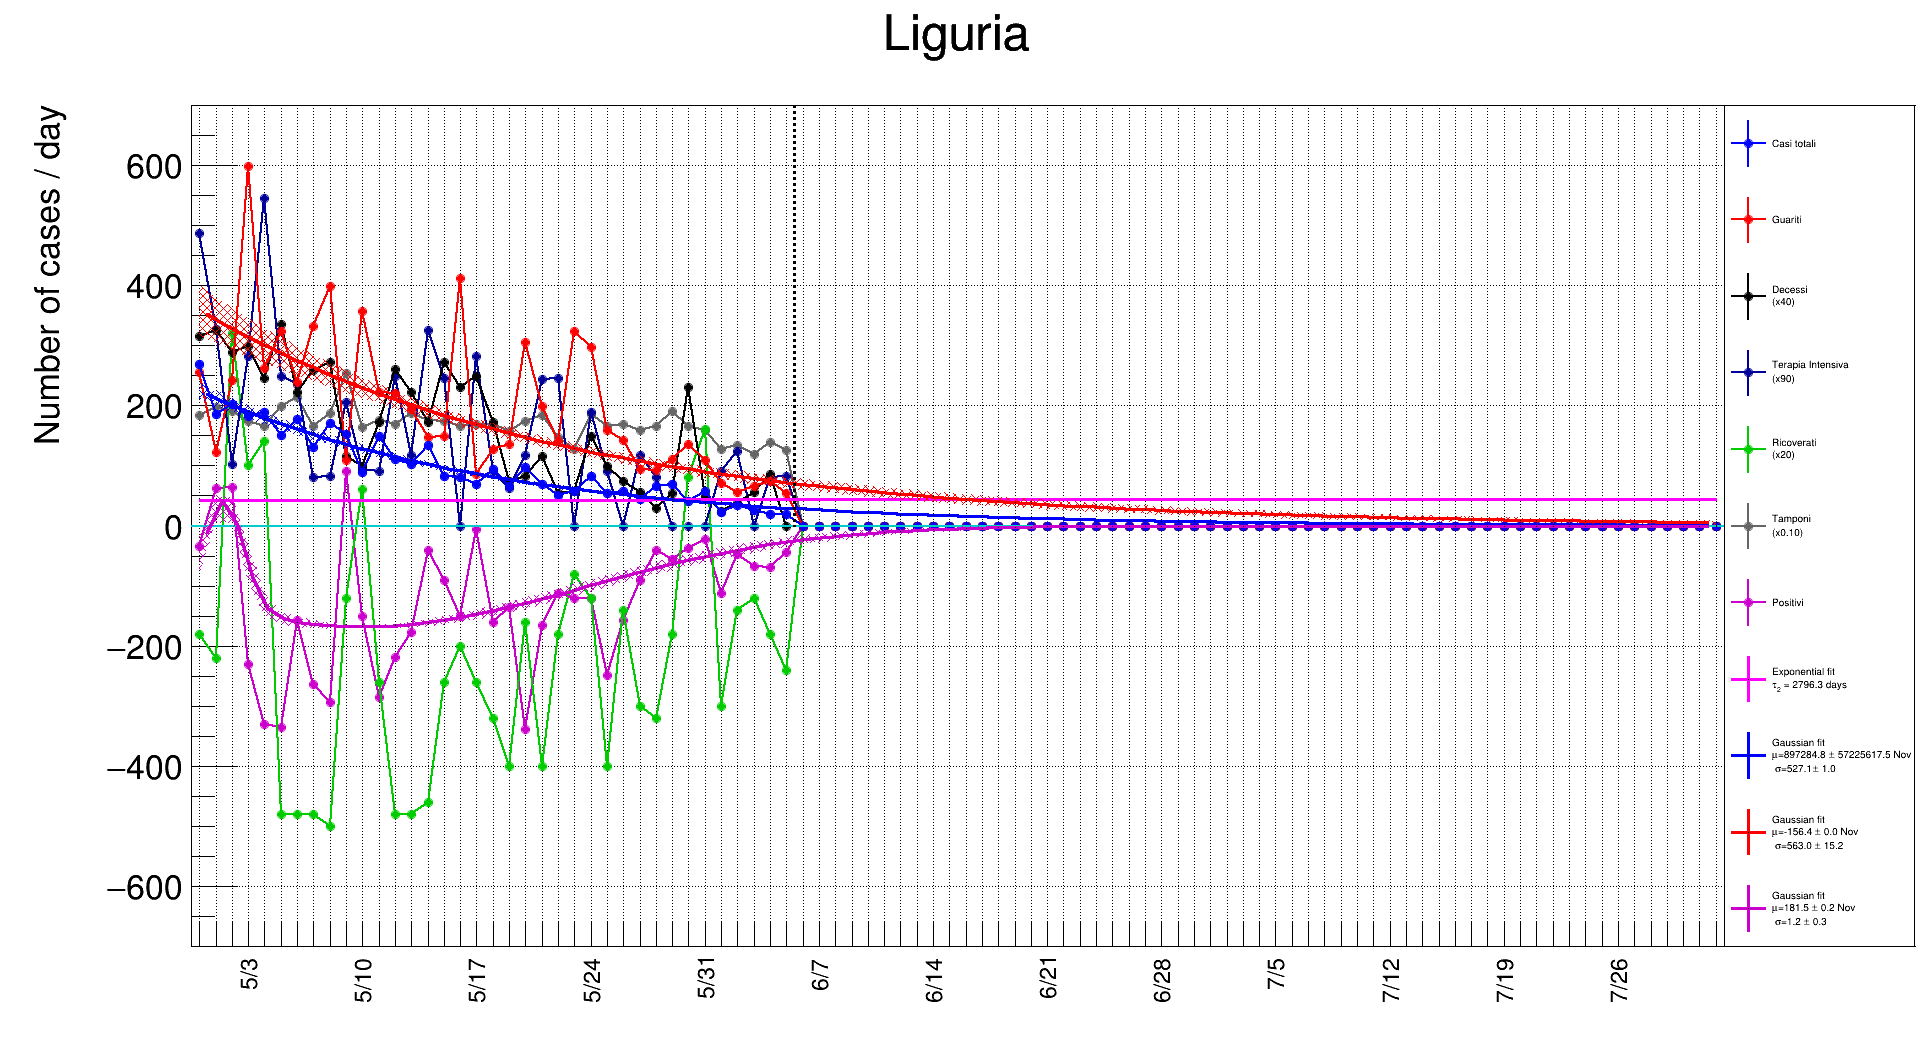 Liguria
Number of cases / day
600
400
200
0
−200
−400
−600
5/3
5/10
5/17
5/24
5/31
6/7
6/14
6/21
6/28
7/5
7/12
7/19
7/26
Casi totali
Guariti
Decessi
(x40)
Terapia Intensiva
(x90)
Ricoverati
(x20)
Tamponi
(x0.10)
Positivi
Exponential fit
τ2 = 2796.3 days
Gaussian fit
μ=897284.8 ± 57225617.5 Nov
σ=527.1± 1.0
Gaussian fit
μ=-156.4 ± 0.0 Nov
σ=563.0 ± 15.2
Gaussian fit
μ=181.5 ± 0.2 Nov
σ=1.2 ± 0.3